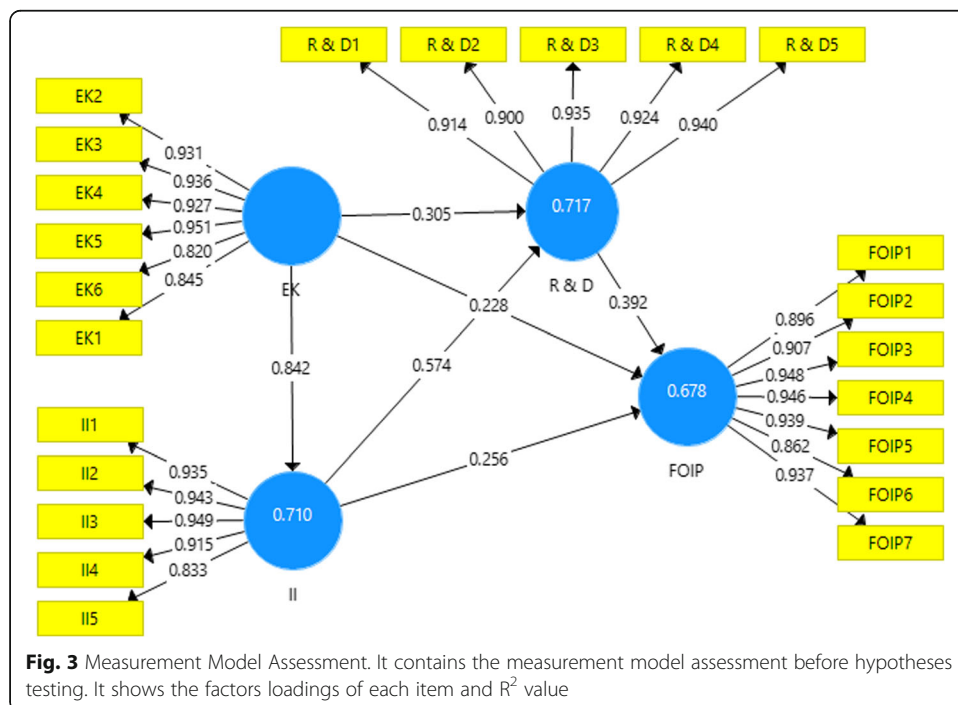 R & D1
R & D2
R & D3
R & D4
R & D5
0.914
0.900
0.935
0.924
0.940
EK2
EK3
EK4
EK5
EK6
EK1
0.931
0.936
0.927
0.951
0.820
0.845
EK
0.305
0.717
R & D
0.228
0.392
0.842
0.574
0.256
FOIP1
FOIP2
FOIP3
FOIP4
FOIP5
FOIP6
FOIP7
0.896
0.907
0.948
0.946
0.939
0.862
0.937
0.678
FOIP
II1
II2
II3
II4
II5
0.935
0.943
0.949
0.915
0.833
0.710
II
Fig. 3 Measurement Model Assessment. It contains the measurement model assessment before hypotheses
testing. It shows the factors loadings of each item and R² value